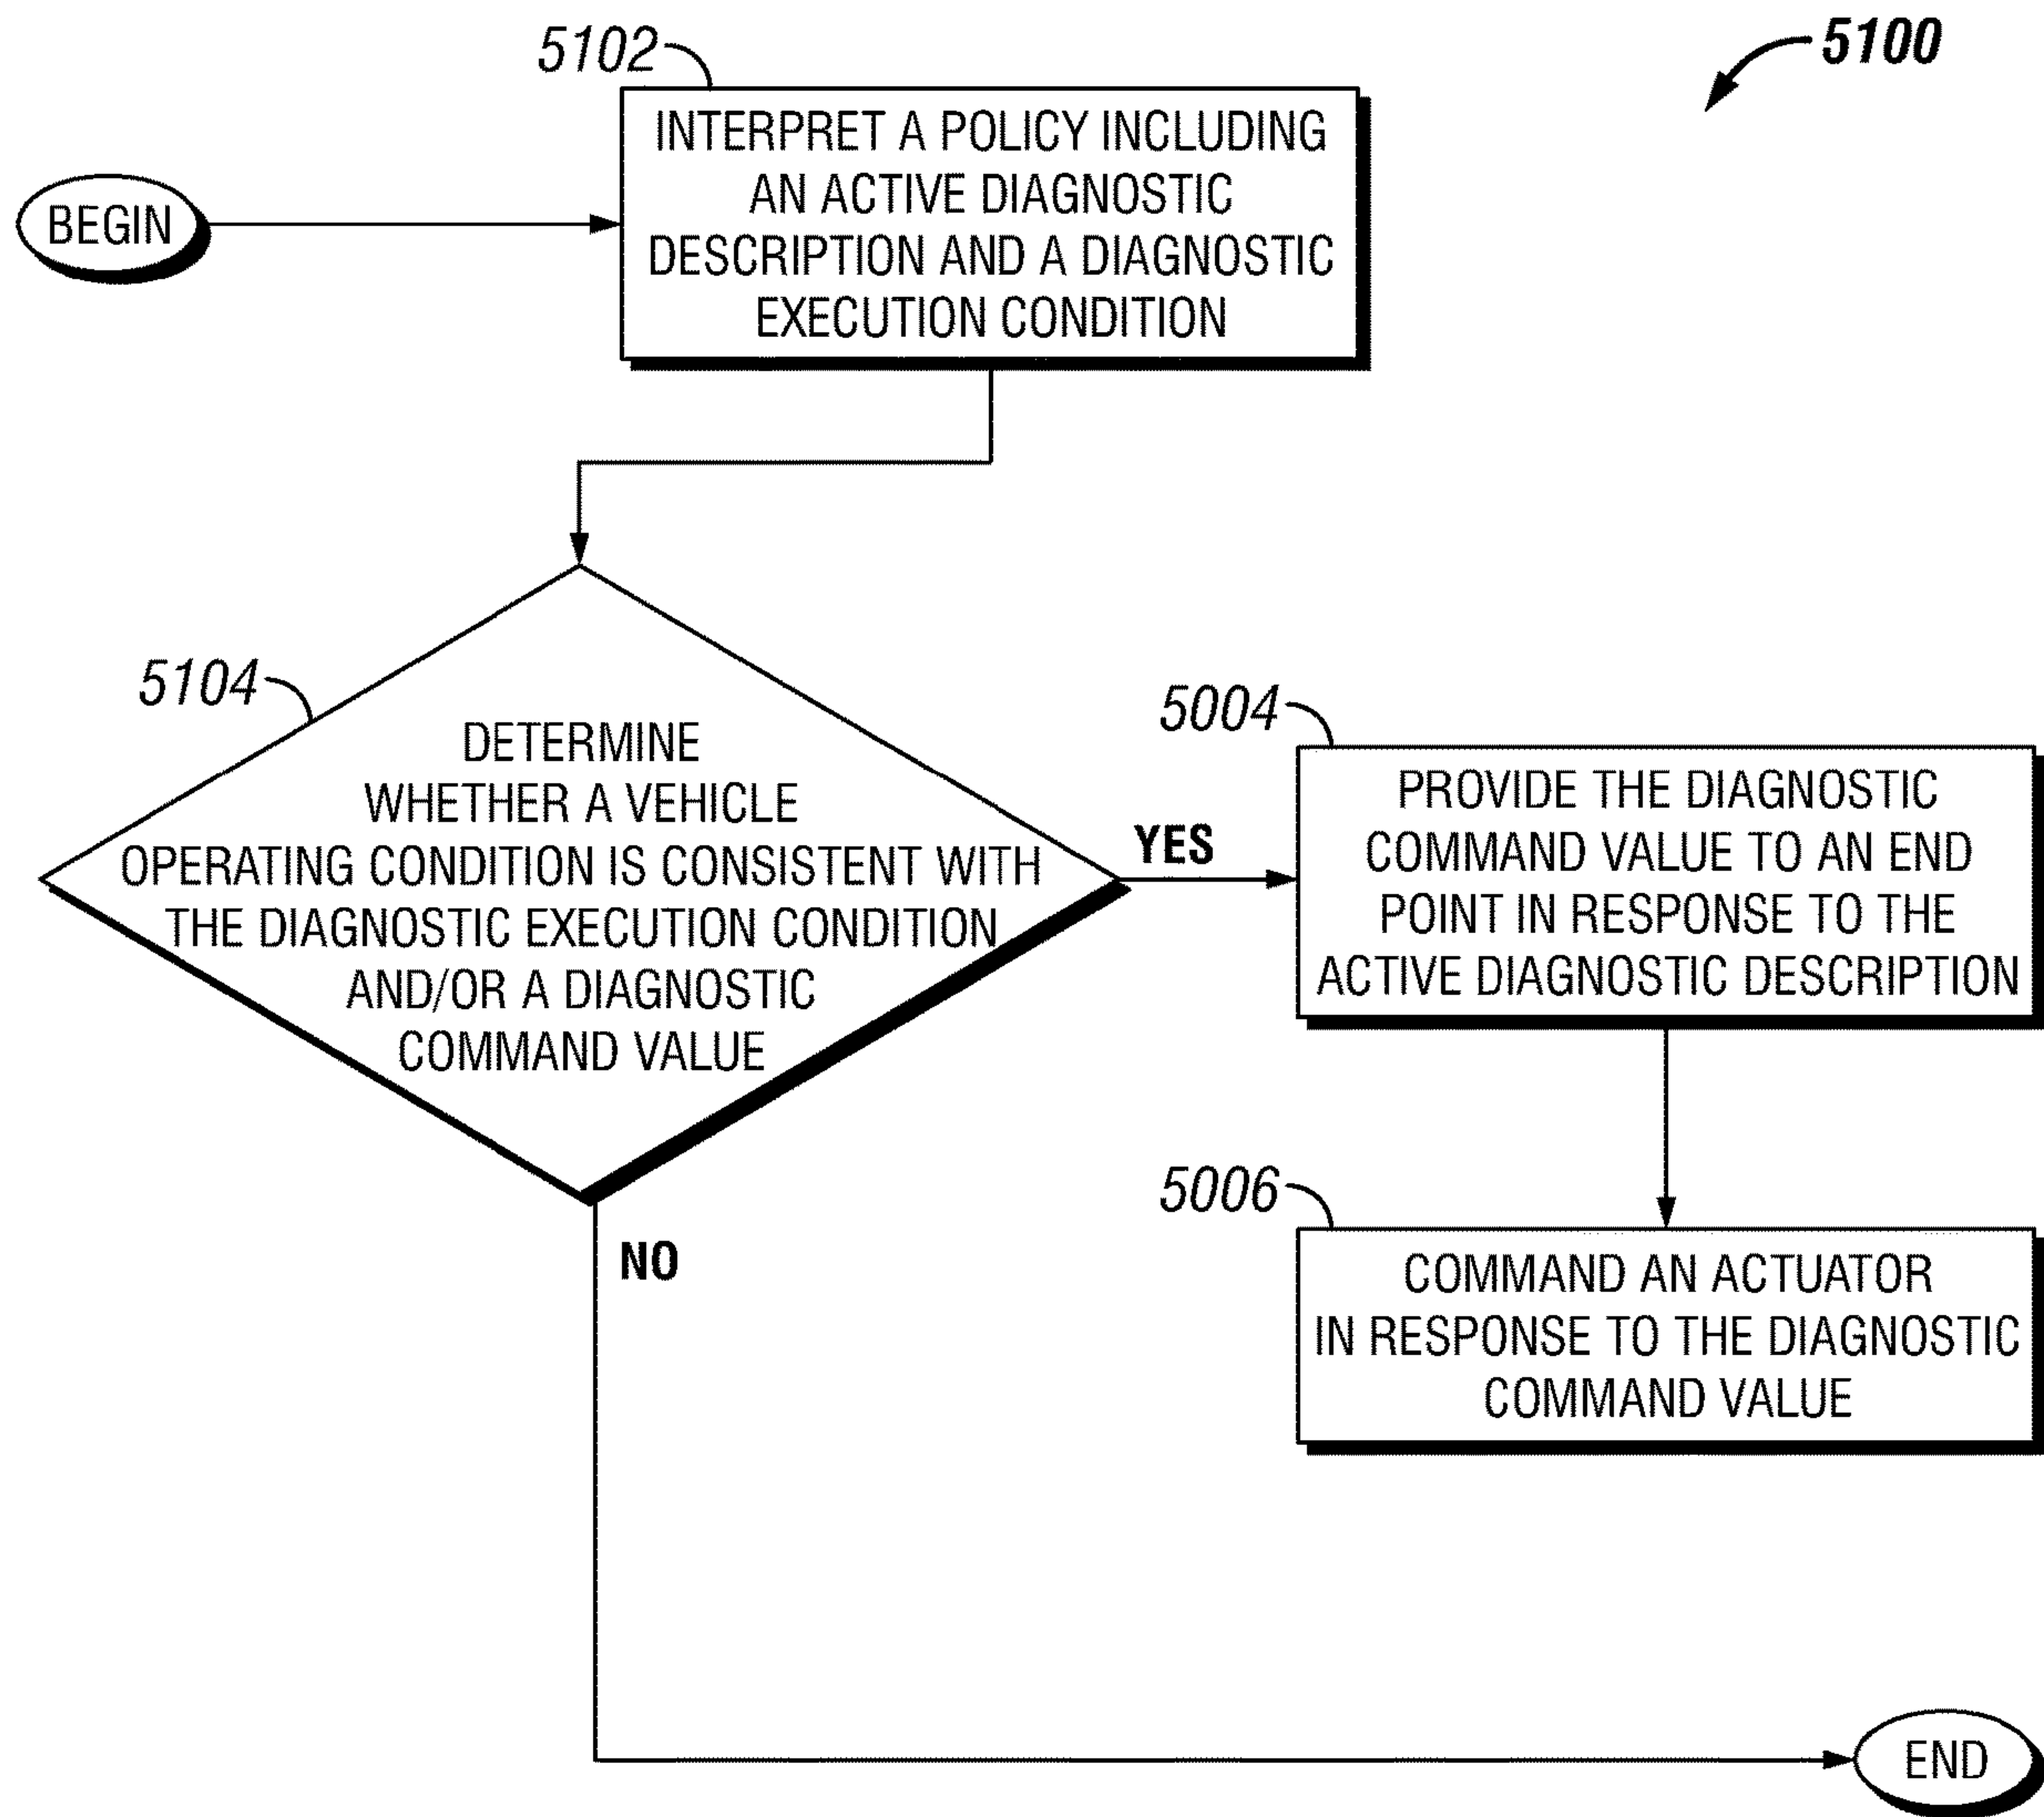 5100
5102
INTERPRET A POLICY INCLUDING
AN ACTIVE DIAGNOSTIC
DESCRIPTION AND A DIAGNOSTIC
EXECUTION CONDITION
BEGIN
5104
DETERMINE
WHETHER A VEHICLE
OPERATING CONDITION IS CONSISTENT WITH
THE DIAGNOSTIC EXECUTION CONDITION
AND/OR A DIAGNOSTIC
COMMAND VALUE
YES
5004
PROVIDE THE DIAGNOSTIC
COMMAND VALUE TO AN END
POINT IN RESPONSE TO THE
ACTIVE DIAGNOSTIC DESCRIPTION
NO
5006
COMMAND AN ACTUATOR
IN RESPONSE TO THE DIAGNOSTIC
COMMAND VALUE
END